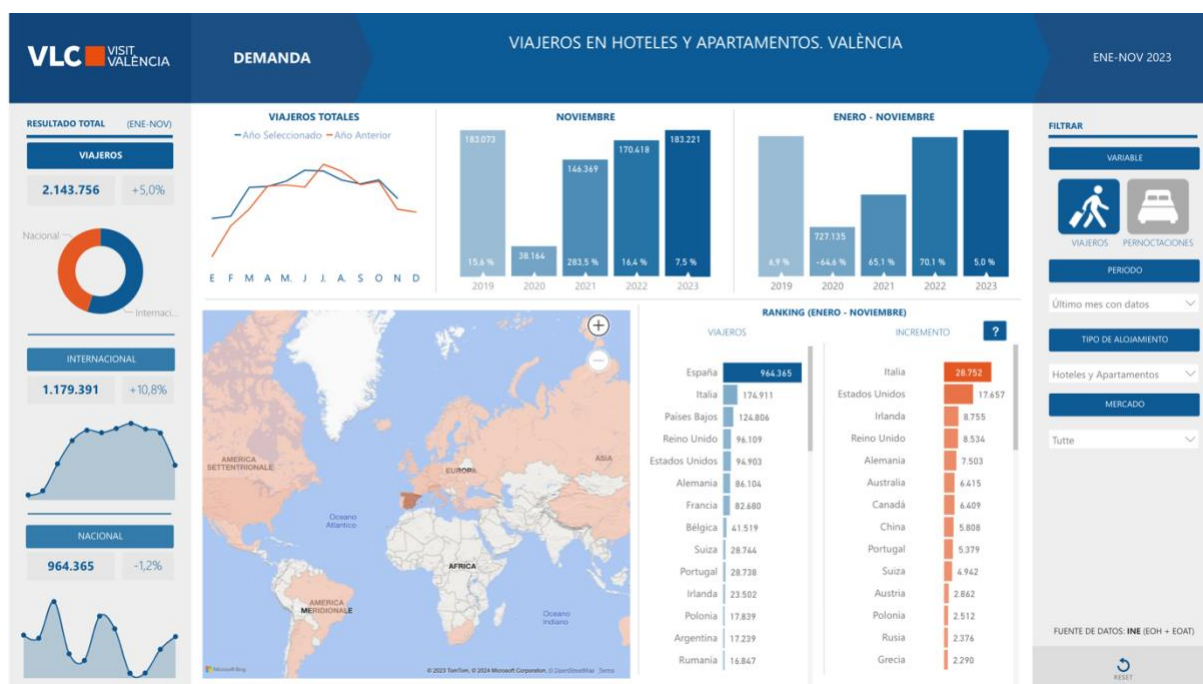 VLC VISIT VALÈNCIA
DEMANDA
VIAJEROS EN HOTELES Y APARTAMENTOS. VALÈNCIA
ENE-NOV 2023
RESULTADO TOTAL (ENE-NOV)
VIAJEROS
2.143.756 +5,0%
Nacional
Internaci...
INTERNACIONAL
1.179.391 +10,8%
NACIONAL
964.365 -1,2%
VIAJEROS TOTALES
Año Seleccionado Año Anterior
E F M A M. J J. A. S O N D
NOVIEMBRE
183.073 38.164 146.369 170.418 183.221
15,6 % 283,5 % 16,4 % 7,5 %
2019 2020 2021 2022 2023
ENERO - NOVIEMBRE
727.135
6,9 % -64,6 % 65,1 % 70,1 % 5,0 %
2019 2020 2021 2022 2023
AMERICA SETTENTRIONALE
EUROPA
ASIA
Oceano Atlantico
AFRICA
AMERICA MERIDIONALE
Oceano Indiano
Microsoft Bing
© 2023 TomTom, © 2024 Microsoft Corporation, © OpenStreetMap Terms
RANKING (ENERO - NOVIEMBRE)
VIAJEROS
España 964.365
Italia 174.911
Países Bajos 124.806
Reino Unido 96.109
Estados Unidos 94.903
Alemania 86.104
Francia 82.680
Bélgica 41.519
Suiza 28.744
Portugal 28.738
Irlanda 23.502
Polonia 17.839
Argentina 17.239
Rumanía 16.847
INCREMENTO ?
Italia 28.752
Estados Unidos 17.657
Irlanda 8.755
Reino Unido 8.534
Alemania 7.503
Australia 6.415
Canadá 6.409
China 5.808
Portugal 5.379
Suiza 4.942
Austria 2.862
Polonia 2.512
Rusia 2.376
Grecia 2.290
FILTRAR
VARIABLE
VIAJEROS PERNOCTACIONES
PERIODO
Último mes con datos
TIPO DE ALOJAMIENTO
Hoteles y Apartamentos
MERCADO
Tutte
FUENTE DE DATOS: INE (EOH + EOAT)
RESET